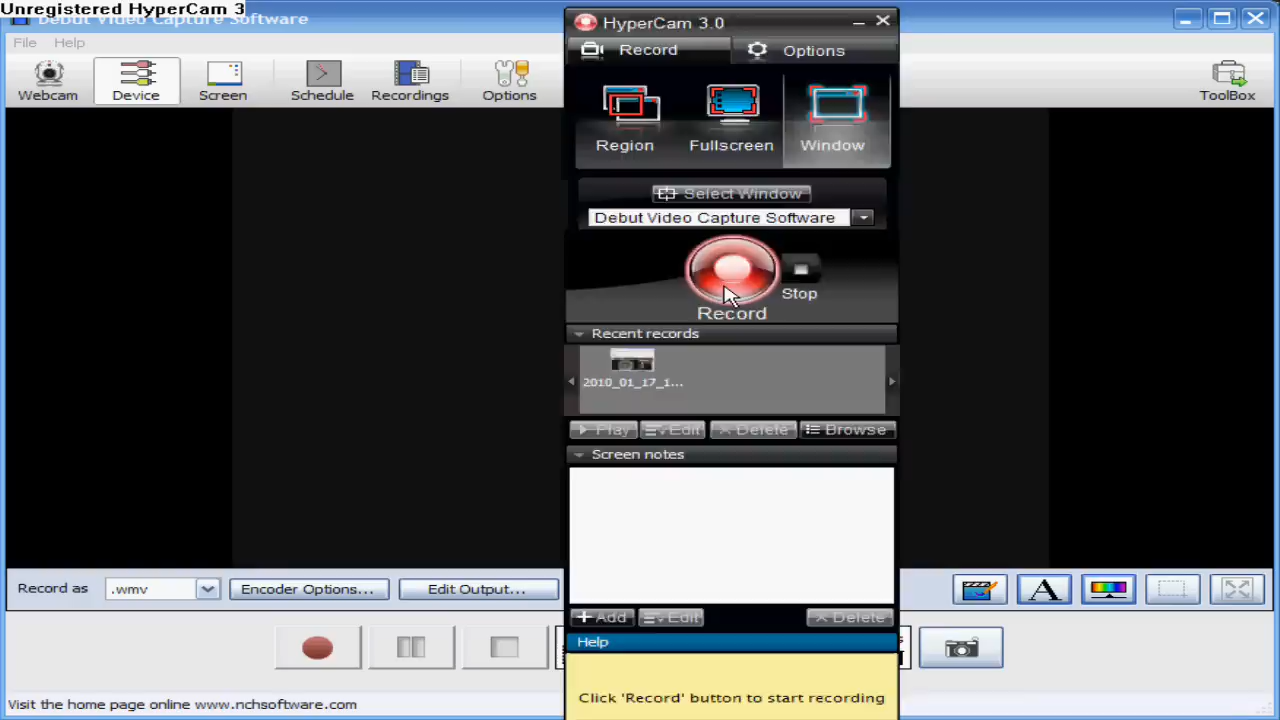 Unregistered HyperCam 3
Debut Video Capture Software
File Help
Webcam
Device
Screen
Schedule
Recordings
Options
ToolBox
HyperCam 3.0
Record
Options
Region
Fullscreen
Window
Select Window
Debut Video Capture Software
Stop
Record
Recent records
2010_01_17_1...
Play
Edit
Delete
Browse
Screen notes
Add
Edit
Delete
Help
Click 'Record' button to start recording
Record as
.wmv
Encoder Options...
Edit Output...
A
Visit the home page online www.nchsoftware.com